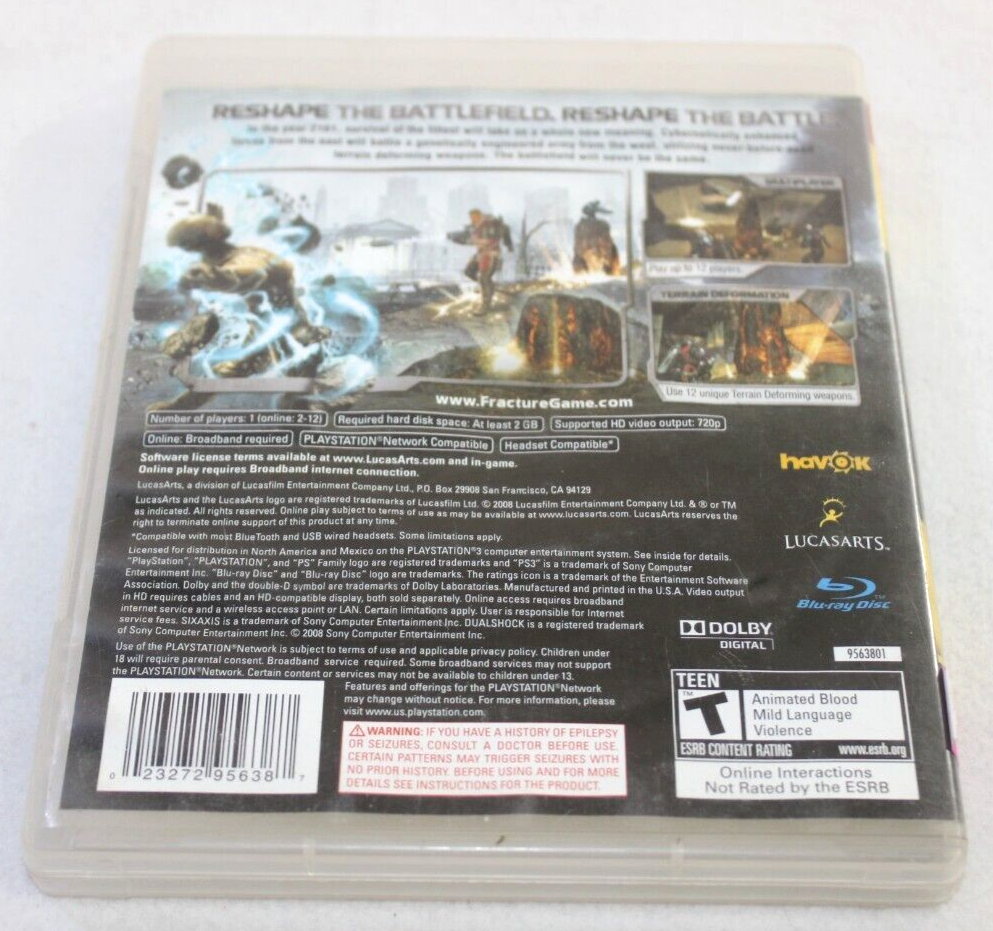 RESHAPE THE BATTLEFIELD. RESHAPE THE BATTLE.
In the year 2161, survival of the fittest will take on a whole new meaning. Cybernetically enhanced
forces from the east will battle a genetically engineered army from the west, utilizing never-before-used
terrain deforming weapons. The battlefield will never be the same.
MULTIPLAYER
Play up to 12 players.
TERRAIN DEFORMATION
Use 12 unique Terrain Deforming weapons.
www.FractureGame.com
Number of players: 1 (online: 2-12) Required hard disk space: At least 2 GB Supported HD video output: 720p
Online: Broadband required PLAYSTATION®Network Compatible Headset Compatible*
Software license terms available at www.LucasArts.com and in-game.
Online play requires Broadband internet connection.
LucasArts, a division of Lucasfilm Entertainment Company Ltd., P.O. Box 29908 San Francisco, CA 94129
LucasArts and the LucasArts logo are registered trademarks of Lucasfilm Ltd. © 2008 Lucasfilm Entertainment Company Ltd. & ® or TM
as indicated. All rights reserved. Online play subject to terms of use as may be available at www.lucasarts.com. LucasArts reserves the
right to terminate online support of this product at any time.
*Compatible with most BlueTooth and USB wired headsets. Some limitations apply.
Licensed for distribution in North America and Mexico on the PLAYSTATION®3 computer entertainment system. See inside for details.
"PlayStation", "PLAYSTATION", and "PS" Family logo are registered trademarks and "PS3" is a trademark of Sony Computer
Entertainment Inc. "Blu-ray Disc" and "Blu-ray Disc" logo are trademarks. The ratings icon is a trademark of the Entertainment Software
Association. Dolby and the double-D symbol are trademarks of Dolby Laboratories. Manufactured and printed in the U.S.A. Video output
in HD requires cables and an HD-compatible display, both sold separately. Online access requires broadband
internet service and a wireless access point or LAN. Certain limitations apply. User is responsible for Internet
service fees. SIXAXIS is a trademark of Sony Computer Entertainment Inc. DUALSHOCK is a registered trademark
of Sony Computer Entertainment Inc. © 2008 Sony Computer Entertainment Inc.
Use of the PLAYSTATION®Network is subject to terms of use and applicable privacy policy. Children under
18 will require parental consent. Broadband service required. Some broadband services may not support
the PLAYSTATION®Network. Certain content or services may not be available to children under 13.
Features and offerings for the PLAYSTATION®Network
may change without notice. For more information, please
visit www.us.playstation.com.
WARNING: IF YOU HAVE A HISTORY OF EPILEPSY
OR SEIZURES, CONSULT A DOCTOR BEFORE USE.
CERTAIN PATTERNS MAY TRIGGER SEIZURES WITH
NO PRIOR HISTORY. BEFORE USING AND FOR MORE
DETAILS SEE INSTRUCTIONS FOR THE PRODUCT.
0 23272 95638 7
havok
LUCASARTS™
Blu-ray Disc™
DOLBY
DIGITAL
9563801
TEEN
T™
Animated Blood
Mild Language
Violence
ESRB CONTENT RATING www.esrb.org
Online Interactions
Not Rated by the ESRB